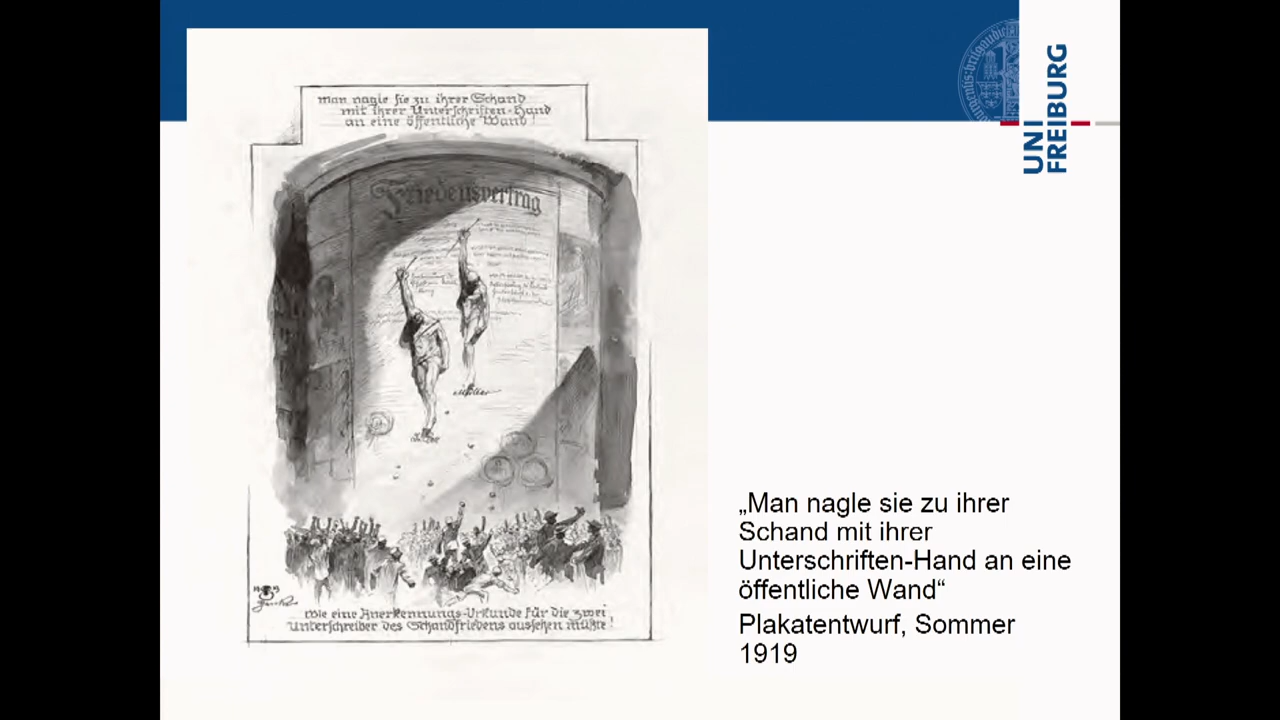 Man nagle sie zu ihrer Schand
mit ihrer Unterschriften-Hand
an eine öffentliche Wand!
Friedensvertrag
Müller
Wie eine Anerkennungs-Urkunde für die zwei
Unterschreiber des Schandfriedens aussehen müßte!
UNI
FREIBURG
„Man nagle sie zu ihrer
Schand mit ihrer
Unterschriften-Hand an eine
öffentliche Wand“
Plakatentwurf, Sommer
1919